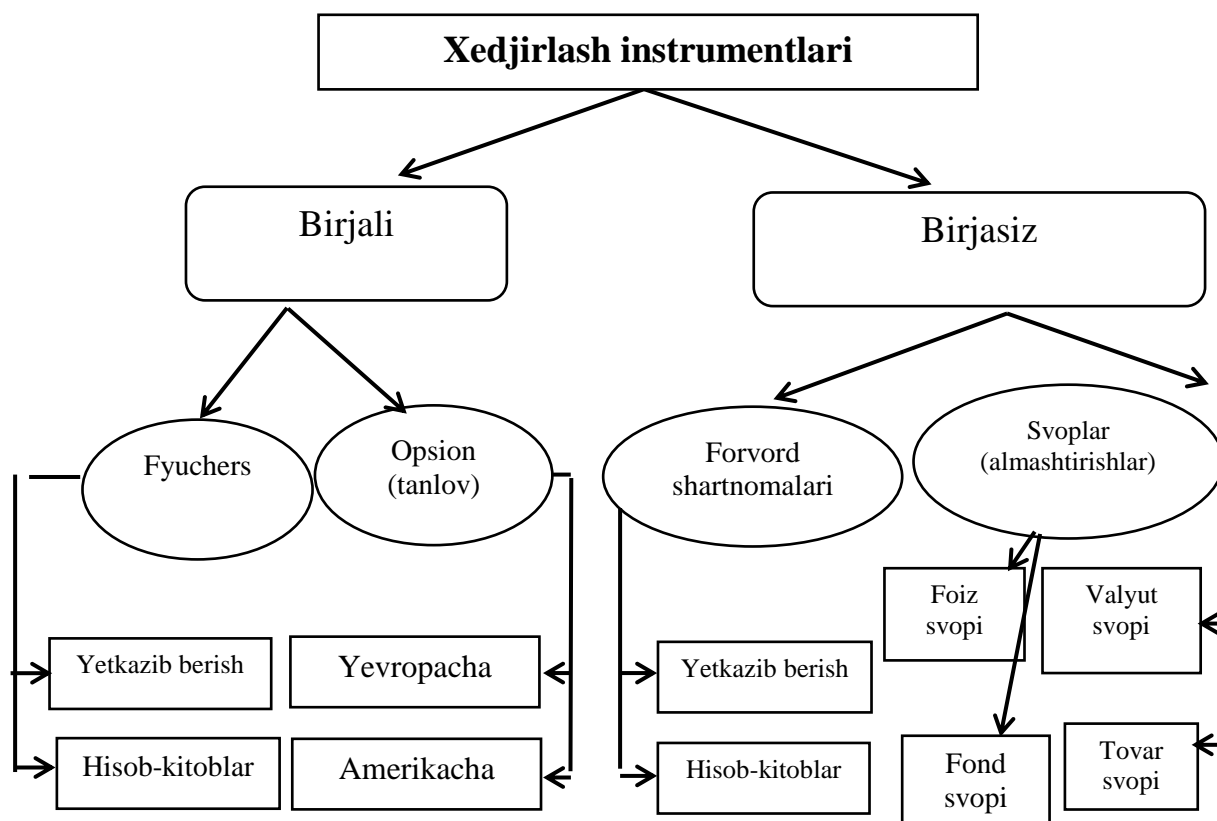 Xedjirlash instrumentlari
Birjali
Birjasiz
Fyuchers
Opsion
(tanlov)
Forvord
shartnomalari
Svoplar
(almashtirishlar)
Foiz
svopi
Valyut
svopi
Yetkazib berish
Yevropacha
Yetkazib berish
Hisob-kitoblar
Amerikacha
Hisob-kitoblar
Fond
svopi
Tovar
svopi